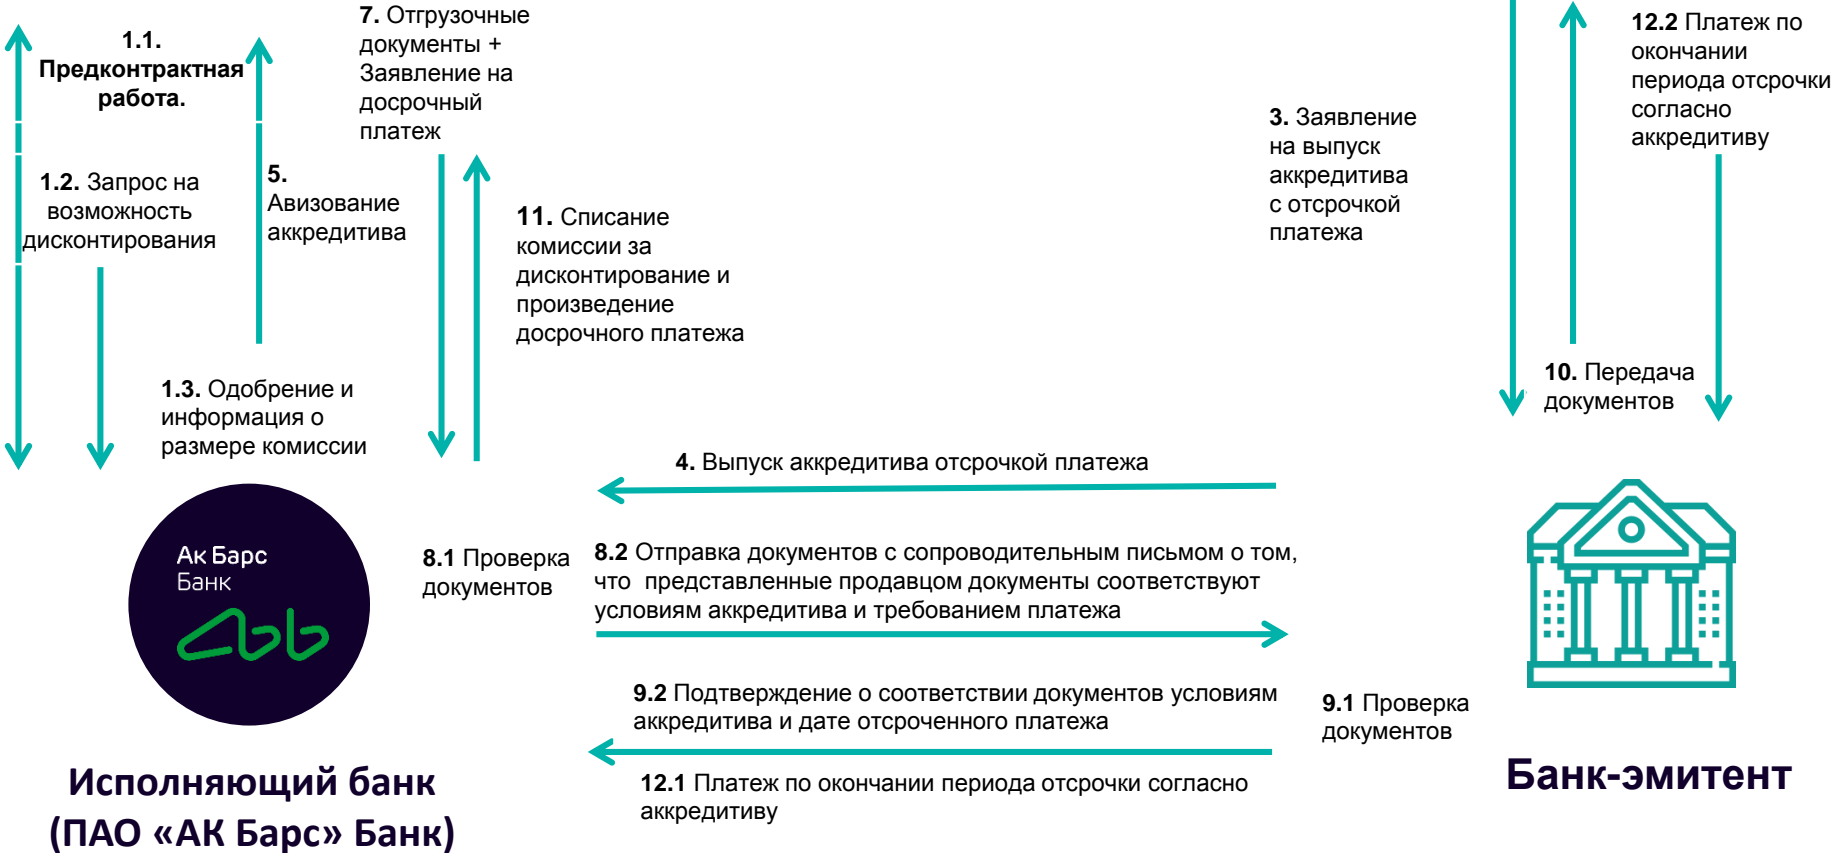 1.1.
Предконтрактная
работа.
1.2. Запрос на
возможность
дисконтирования
1.3. Одобрение и
информация о
размере комиссии
5.
Авизование
аккредитива
7. Отгрузочные
документы +
Заявление на
досрочный
платеж
11. Списание
комиссии за
дисконтирование и
произведение
досрочного платежа
3. Заявление
на выпуск
аккредитива
с отсрочкой
платежа
12.2 Платеж по
окончании
периода отсрочки
согласно
аккредитиву
10. Передача
документов
4. Выпуск аккредитива отсрочкой платежа
Ак Барс
Банк
8.1 Проверка
документов
8.2 Отправка документов с сопроводительным письмом о том,
что представленные продавцом документы соответствуют
условиям аккредитива и требованием платежа
9.2 Подтверждение о соответствии документов условиям
аккредитива и дате отсроченного платежа
9.1 Проверка
документов
12.1 Платеж по окончании периода отсрочки согласно
аккредитиву
Исполняющий банк
(ПАО «АК Барс» Банк)
Банк-эмитент